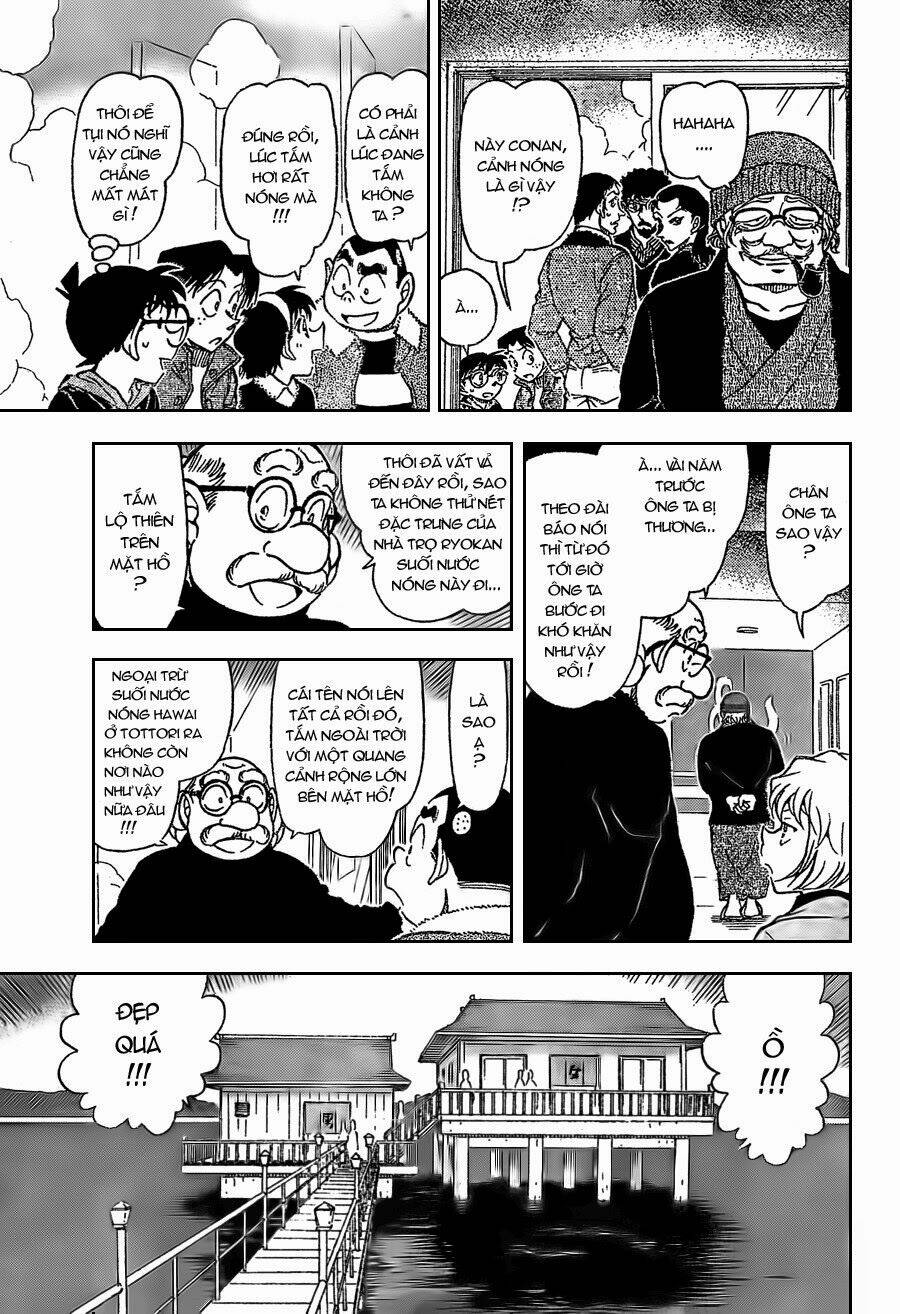 HAHAHA
....
NÀY CONAN,
CẢNH NÓNG
LÀ GÌ VẬY
!?
À...
CÓ PHẢI
LÀ CẢNH
LÚC ĐANG
TẮM
KHÔNG
TA?
ĐÚNG RỒI,
LÚC TẮM
HƠI RẤT
NÓNG MÀ
!!!
THÔI ĐỂ
TỤI NÓ NGHĨ
VẬY CŨNG
CHẲNG
MẤT MÁT
GÌ!
CHÂN
ÔNG TA
SAO VẬY?
À... VÀI NĂM
TRƯỚC
ÔNG TA BỊ
THƯƠNG..
THEO ĐÀI
BÁO NÓI
THÌ TỪ ĐÓ
TỚI GIỜ
ÔNG TA
BƯỚC ĐI
KHÓ KHĂN
NHƯ VẬY
RỒI!
THÔI ĐÃ VẤT VẢ
ĐẾN ĐÂY RỒI, SAO
TA KHÔNG THỬ NÉT
ĐẶC TRƯNG CỦA
NHÀ TRỌ RYOKAN
SUỐI NƯỚC
NÓNG NÀY ĐI...
TẮM
LỘ THIÊN
TRÊN
MẶT HỒ
?
LÀ
SAO
Ạ?
CÁI TÊN NÓI LÊN
TẤT CẢ RỒI ĐÓ,
TẮM NGOÀI TRỜI
VỚI MỘT QUANG
CẢNH RỘNG LỚN
BÊN MẶT HỒ!
NGOẠI TRỪ
SUỐI NƯỚC
NÓNG HAWAI
Ở TOTTORI RA
KHÔNG CÒN
NƠI NÀO
NHƯ VẬY
NỮA ĐÂU
!!!
Ồ
!!!
ĐẸP
QUÁ
!!!